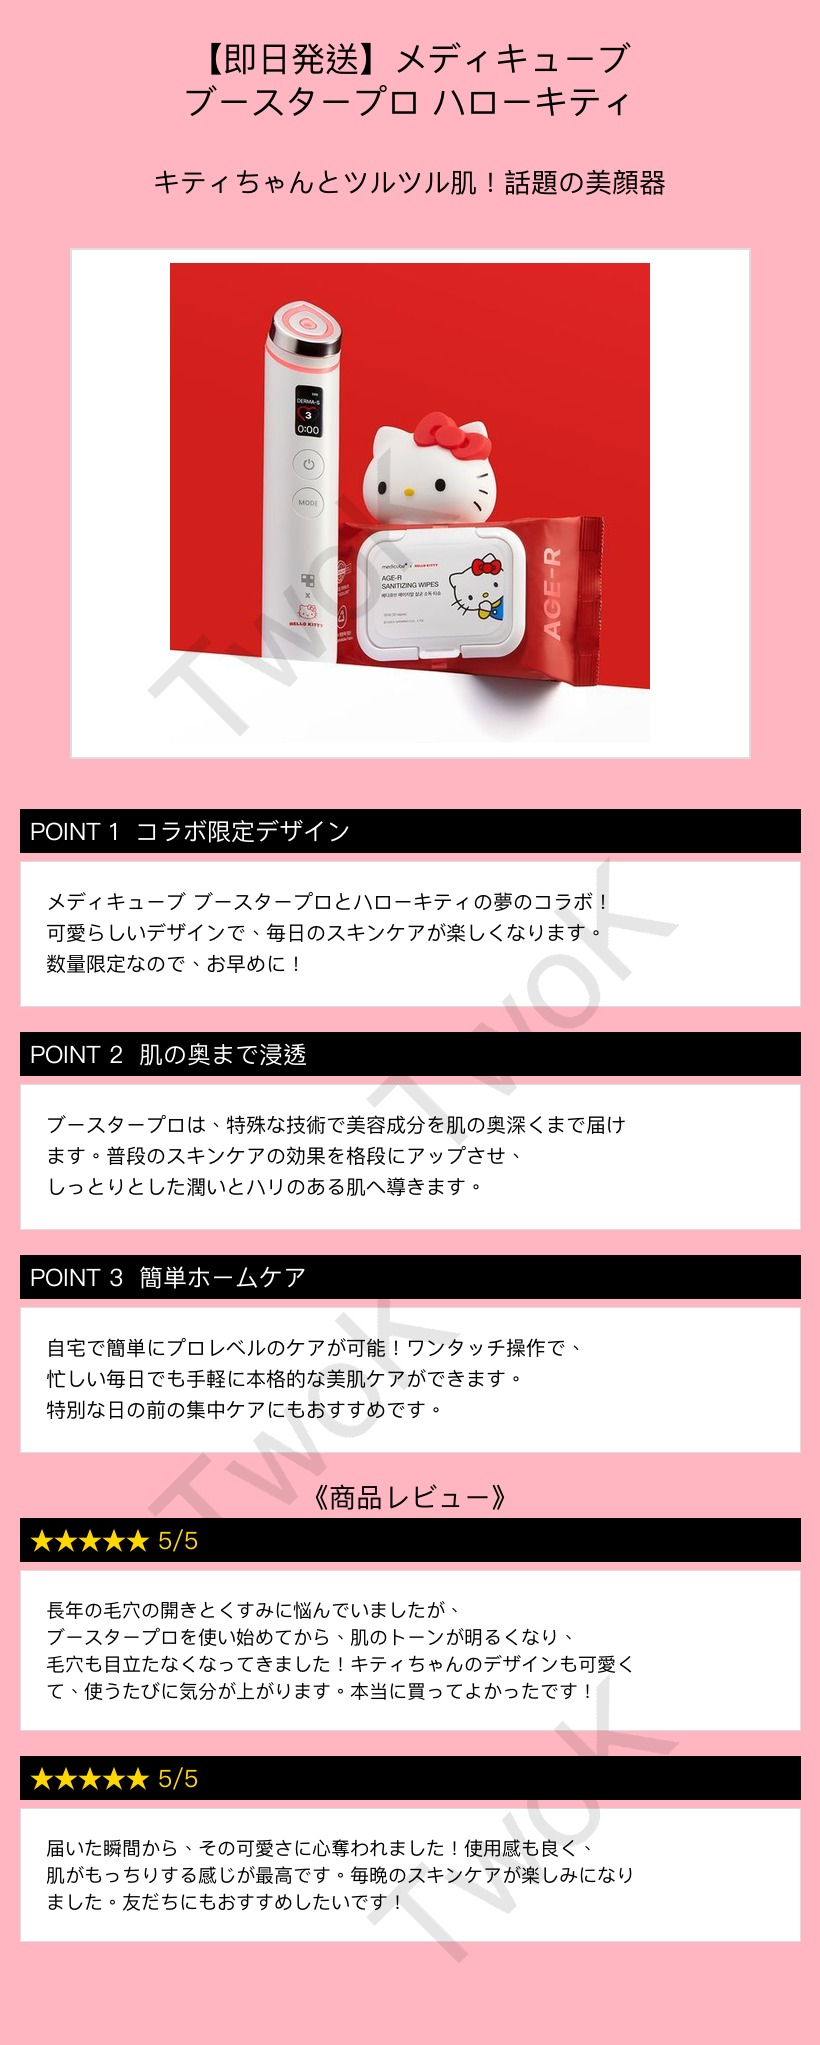 【即日発送】メディキューブ
ブースタープロ ハローキティ
キティちゃんとツルツル肌！話題の美顔器
DERMA-S
3
0:00
MODE
X
HELLO KITTY
medicube X HELLO KITTY
AGE-R
SANITIZING WIPES
메디큐브 에이지알 살균 소독 티슈
AGE-R
TwoK
POINT 1 コラボ限定デザイン
メディキューブ ブースタープロとハローキティの夢のコラボ！
可愛らしいデザインで、毎日のスキンケアが楽しくなります。
数量限定なので、お早めに！
TwoK
POINT 2 肌の奥まで浸透
ブースタープロは、特殊な技術で美容成分を肌の奥深くまで届け
ます。普段のスキンケアの効果を格段にアップさせ、
しっとりとした潤いとハリのある肌へ導きます。
POINT 3 簡単ホームケア
自宅で簡単にプロレベルのケアが可能！ワンタッチ操作で、
忙しい毎日でも手軽に本格的な美肌ケアができます。
特別な日の前の集中ケアにもおすすめです。
TwoK
《商品レビュー》
★★★★★ 5/5
長年の毛穴の開きとくすみに悩んでいましたが、
ブースタープロを使い始めてから、肌のトーンが明るくなり、
毛穴も目立たなくなってきました！キティちゃんのデザインも可愛く
て、使うたびに気分が上がります。本当に買ってよかったです！
★★★★★ 5/5
届いた瞬間から、その可愛さに心奪われました！使用感も良く、
肌がもっちりする感じが最高です。毎晩のスキンケアが楽しみになり
ました。友だちにもおすすめしたいです！
TwoK